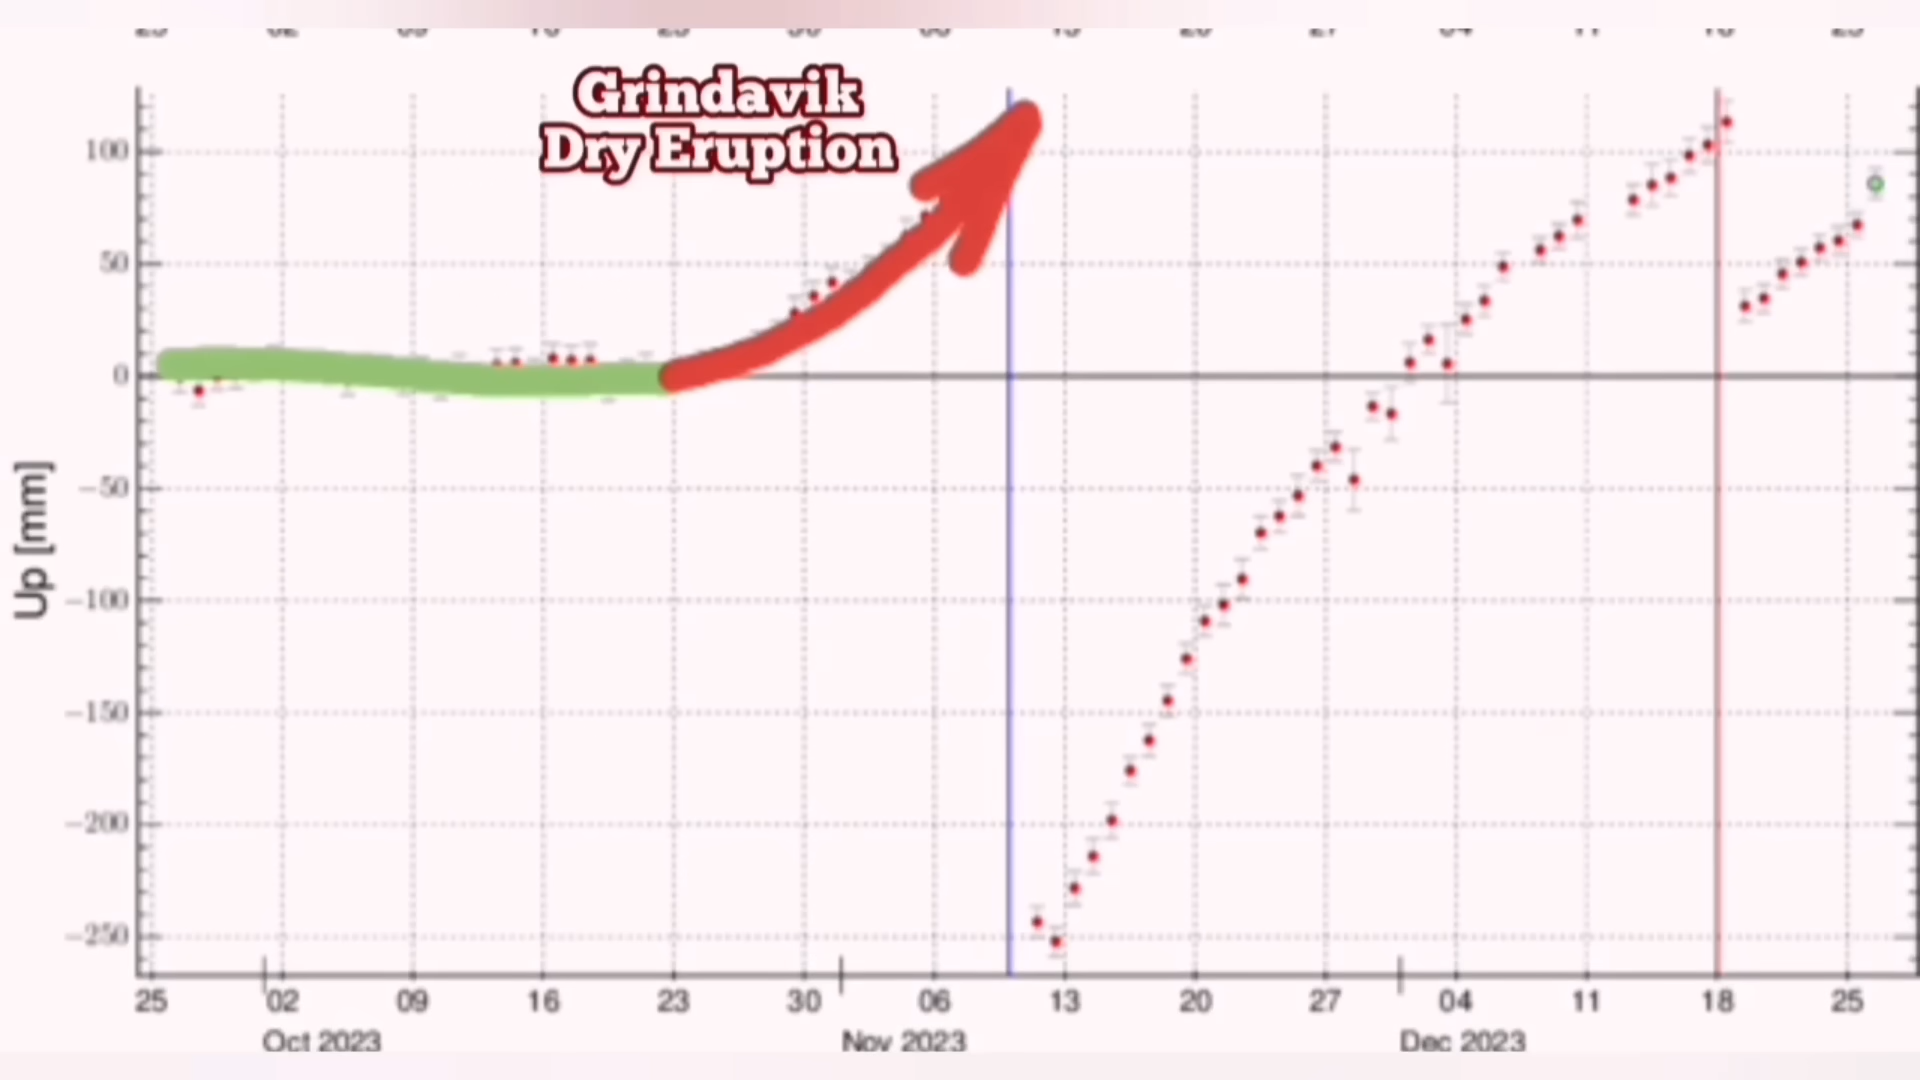 Grindavik
Dry Eruption
100
50
0
−50
−100
−150
−200
−250
Up [mm]
25 02 09 16 23 30 06 13 20 27 04 11 18 25
Oct 2023 Nov 2023 Dec 2023